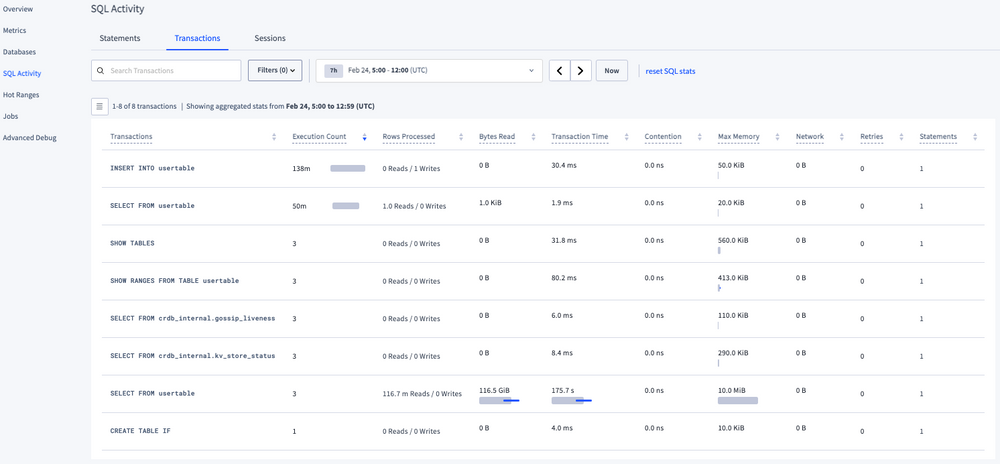 SQL Activity
Overview
Metrics
Databases
SQL Activity
Hot Ranges
Jobs
Advanced Debug
Statements Transactions Sessions
Search Transactions Filters (0) 7h Feb 24, 5:00 - 12:00 (UTC) Now reset SQL stats
1-8 of 8 transactions | Showing aggregated stats from Feb 24, 5:00 to 12:59 (UTC)
Transactions Execution Count Rows Processed Bytes Read Transaction Time Contention Max Memory Network Retries Statements
INSERT INTO usertable 138m 0 Reads / 1 Writes 0 B 30.4 ms 0.0 ns 50.0 KiB 0 B 0 1
SELECT FROM usertable 50m 1.0 Reads / 0 Writes 1.0 KiB 1.9 ms 0.0 ns 20.0 KiB 0 B 0 1
SHOW TABLES 3 0 Reads / 0 Writes 0 B 31.8 ms 0.0 ns 560.0 KiB 0 B 0 1
SHOW RANGES FROM TABLE usertable 3 0 Reads / 0 Writes 0 B 80.2 ms 0.0 ns 413.0 KiB 0 B 0 1
SELECT FROM crdb_internal.gossip_liveness 3 0 Reads / 0 Writes 0 B 6.0 ms 0.0 ns 110.0 KiB 0 B 0 1
SELECT FROM crdb_internal.kv_store_status 3 0 Reads / 0 Writes 0 B 8.4 ms 0.0 ns 290.0 KiB 0 B 0 1
SELECT FROM usertable 3 116.7 m Reads / 0 Writes 116.5 GiB 175.7 s 0.0 ns 10.0 MiB 0 B 0 1
CREATE TABLE IF 1 0 Reads / 0 Writes 0 B 4.0 ms 0.0 ns 10.0 KiB 0 B 0 1